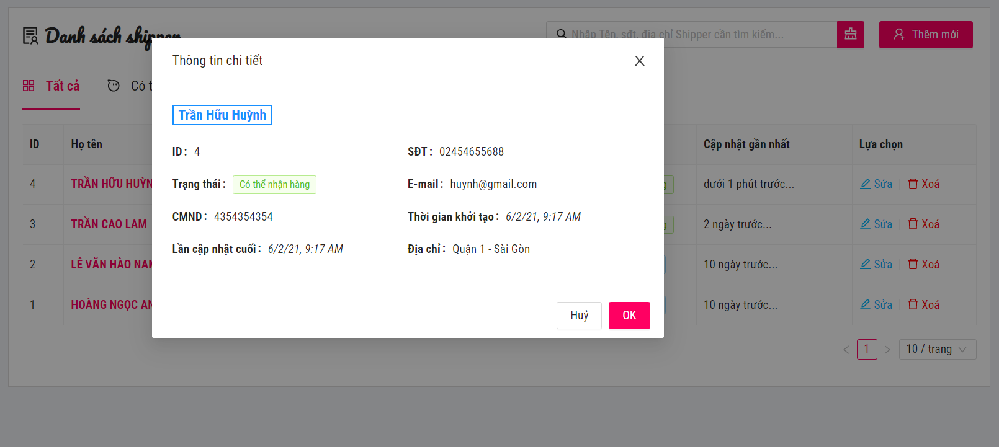 Danh sách shipper
Nhập Tên, sđt, địa chỉ Shipper cần tìm kiếm...
Thêm mới
Thông tin chi tiết
Tất cả
Có
Trần Hữu Huỳnh
ID: 4
SĐT: 02454655688
Trạng thái: Có thể nhận hàng
E-mail: huynh@gmail.com
CMND: 4354354354
Thời gian khởi tạo: 6/2/21, 9:17 AM
Lần cập nhật cuối: 6/2/21, 9:17 AM
Địa chỉ: Quận 1 - Sài Gòn
Huỷ
OK
ID Họ tên Cập nhật gần nhất Lựa chọn
4 TRẦN HỮU dưới 1 phút trước... Sửa Xoá
3 TRẦN CAO LAM 2 ngày trước... Sửa Xoá
2 LÊ VĂN HÀO 10 ngày trước... Sửa Xoá
1 HOÀNG NGỌC 10 ngày trước... Sửa Xoá
1
10 / trang